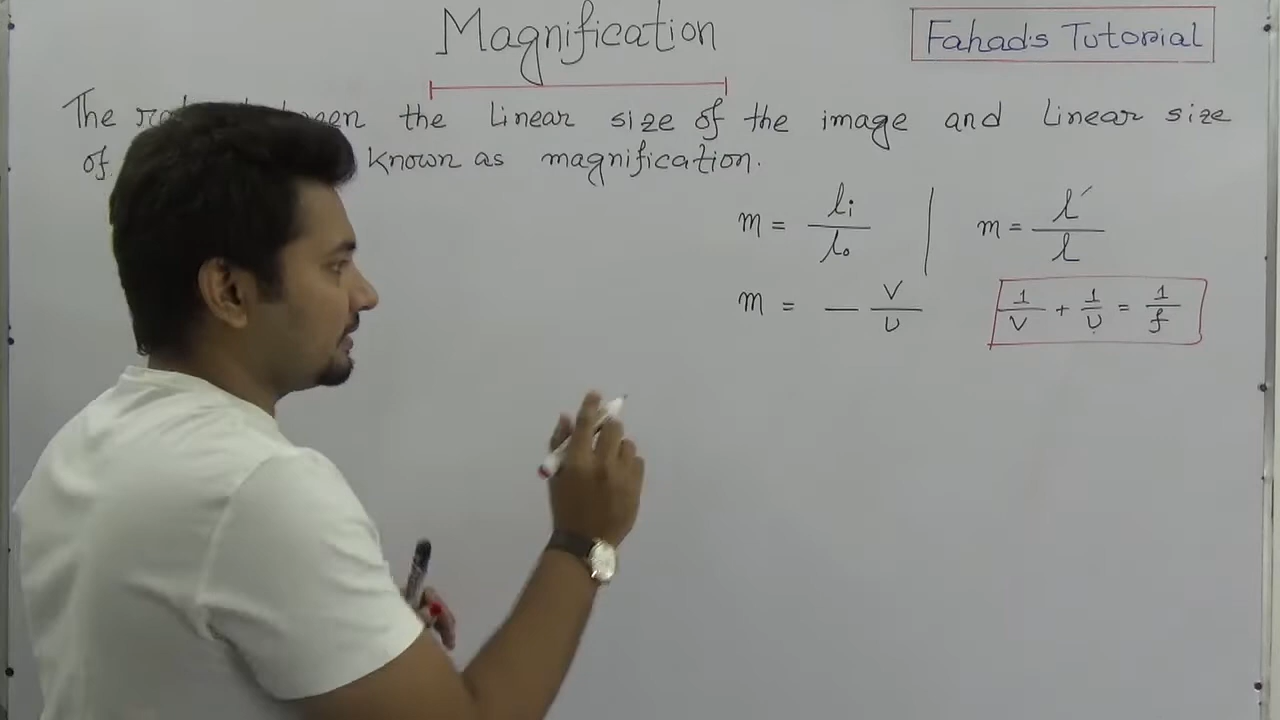 Magnification
Fahad's Tutorial
The the Linear size of the image and Linear size
of known as magnification.
m = li/lo | m = l′/l
m = − v/u 1/v + 1/u = 1/f